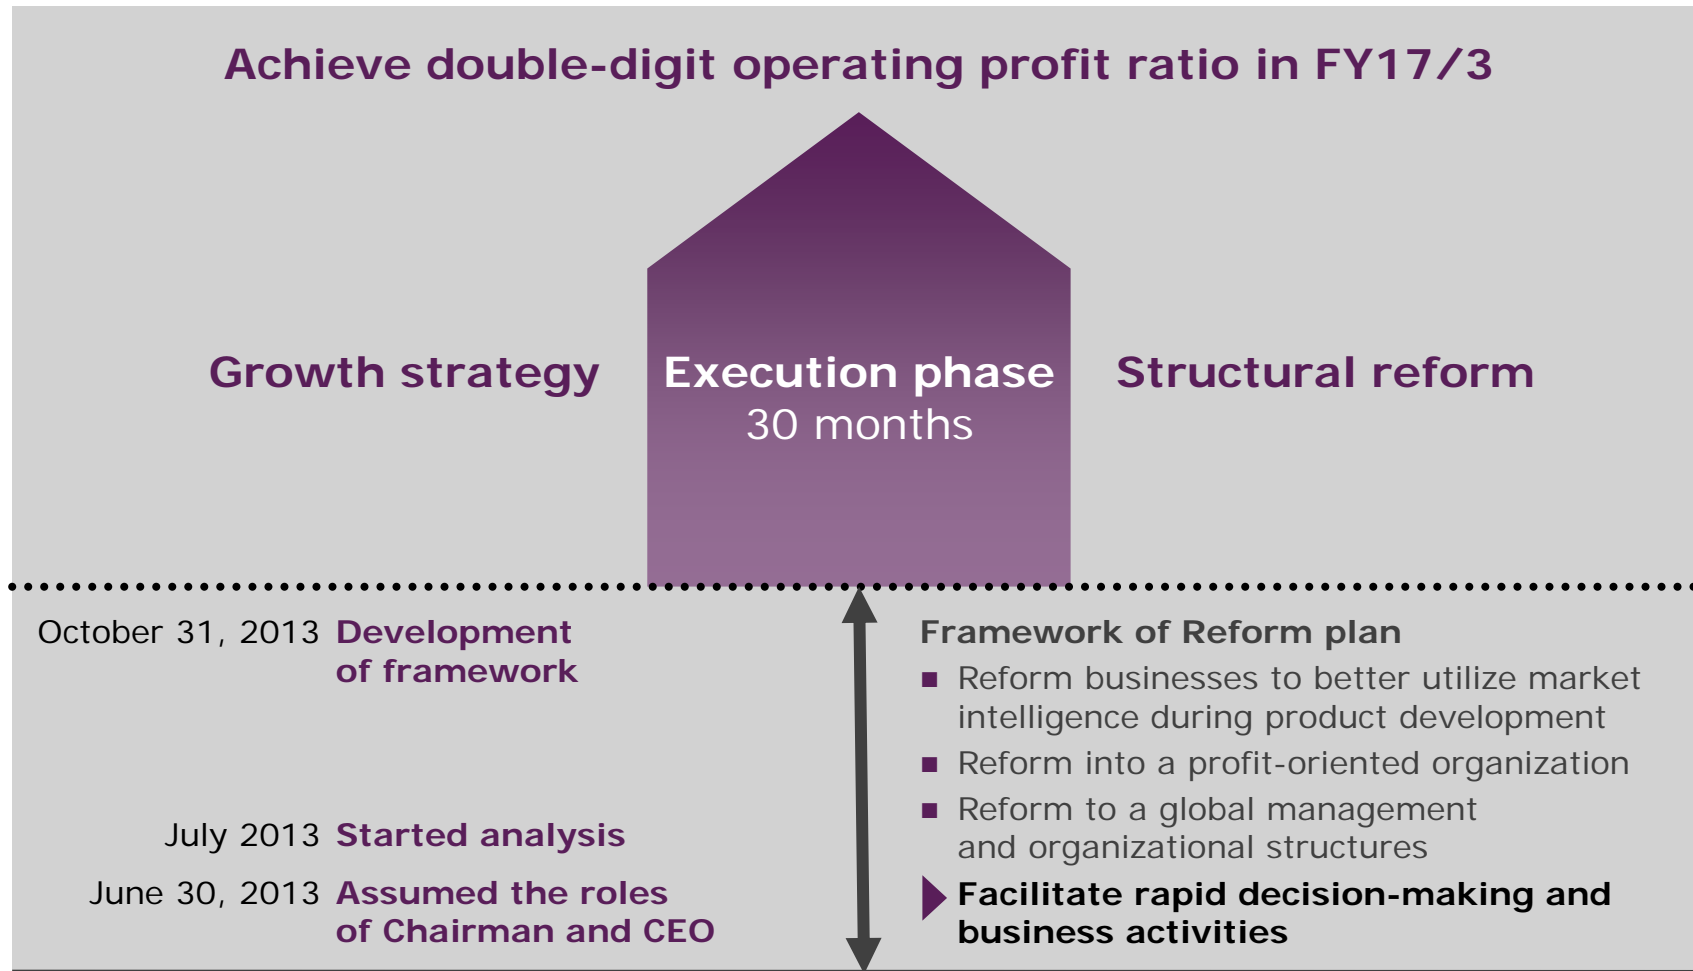 Achieve double-digit operating profit ratio in FY17/3
Growth strategy
Execution phase
30 months
Structural reform
October 31, 2013 Development
of framework
July 2013 Started analysis
June 30, 2013 Assumed the roles
of Chairman and CEO
Framework of Reform plan
■ Reform businesses to better utilize market
intelligence during product development
■ Reform into a profit-oriented organization
■ Reform to a global management
and organizational structures
Facilitate rapid decision-making and
business activities